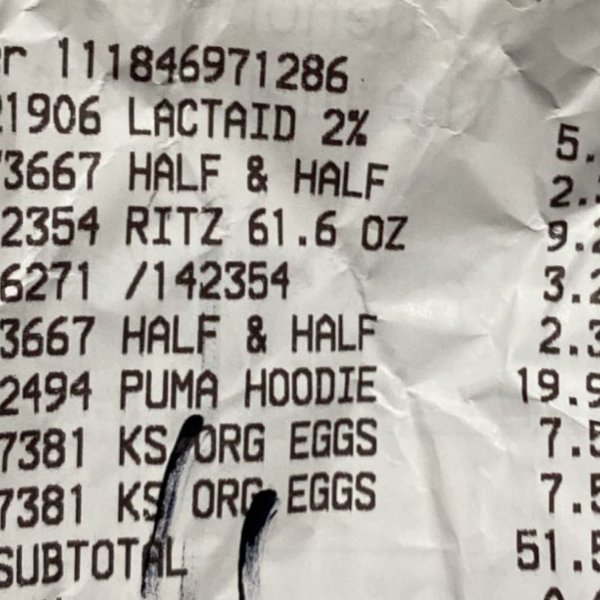 r 111846971286
21906 LACTAID 2% 5.
73667 HALF & HALF 2.
2354 RITZ 61.6 OZ 9.2
6271 /142354 3.2
3667 HALF & HALF 2.3
2494 PUMA HOODIE 19.9
7381 KS ORG EGGS 7.5
7381 KS ORG EGGS 7.5
SUBTOTAL 51.5